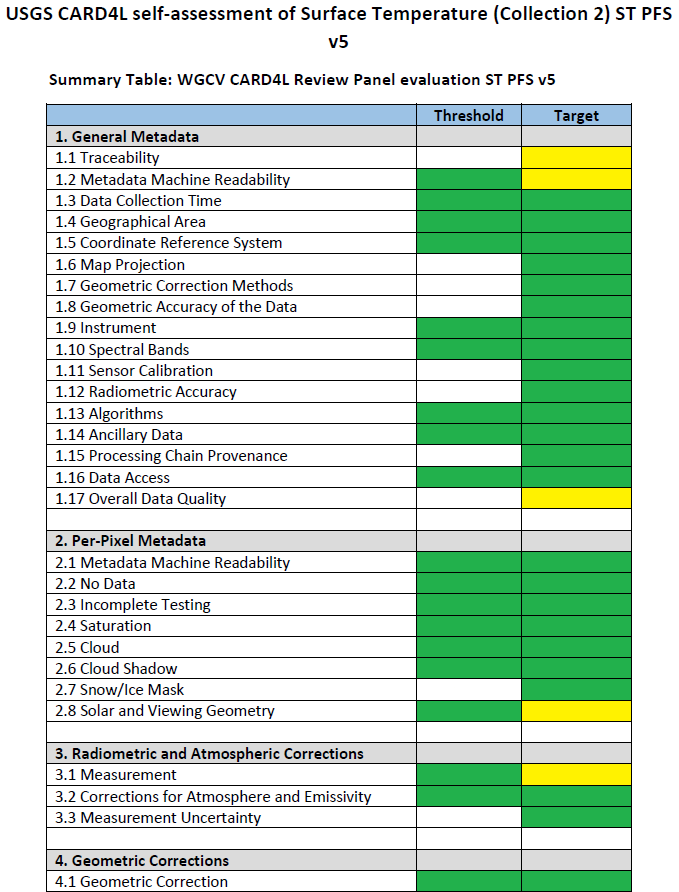 USGS CARD4L self-assessment of Surface Temperature (Collection 2) ST PFS
v5
Summary Table: WGCV CARD4L Review Panel evaluation ST PFS v5
Threshold Target
1. General Metadata
1.1 Traceability
1.2 Metadata Machine Readability
1.3 Data Collection Time
1.4 Geographical Area
1.5 Coordinate Reference System
1.6 Map Projection
1.7 Geometric Correction Methods
1.8 Geometric Accuracy of the Data
1.9 Instrument
1.10 Spectral Bands
1.11 Sensor Calibration
1.12 Radiometric Accuracy
1.13 Algorithms
1.14 Ancillary Data
1.15 Processing Chain Provenance
1.16 Data Access
1.17 Overall Data Quality
2. Per-Pixel Metadata
2.1 Metadata Machine Readability
2.2 No Data
2.3 Incomplete Testing
2.4 Saturation
2.5 Cloud
2.6 Cloud Shadow
2.7 Snow/Ice Mask
2.8 Solar and Viewing Geometry
3. Radiometric and Atmospheric Corrections
3.1 Measurement
3.2 Corrections for Atmosphere and Emissivity
3.3 Measurement Uncertainty
4. Geometric Corrections
4.1 Geometric Correction